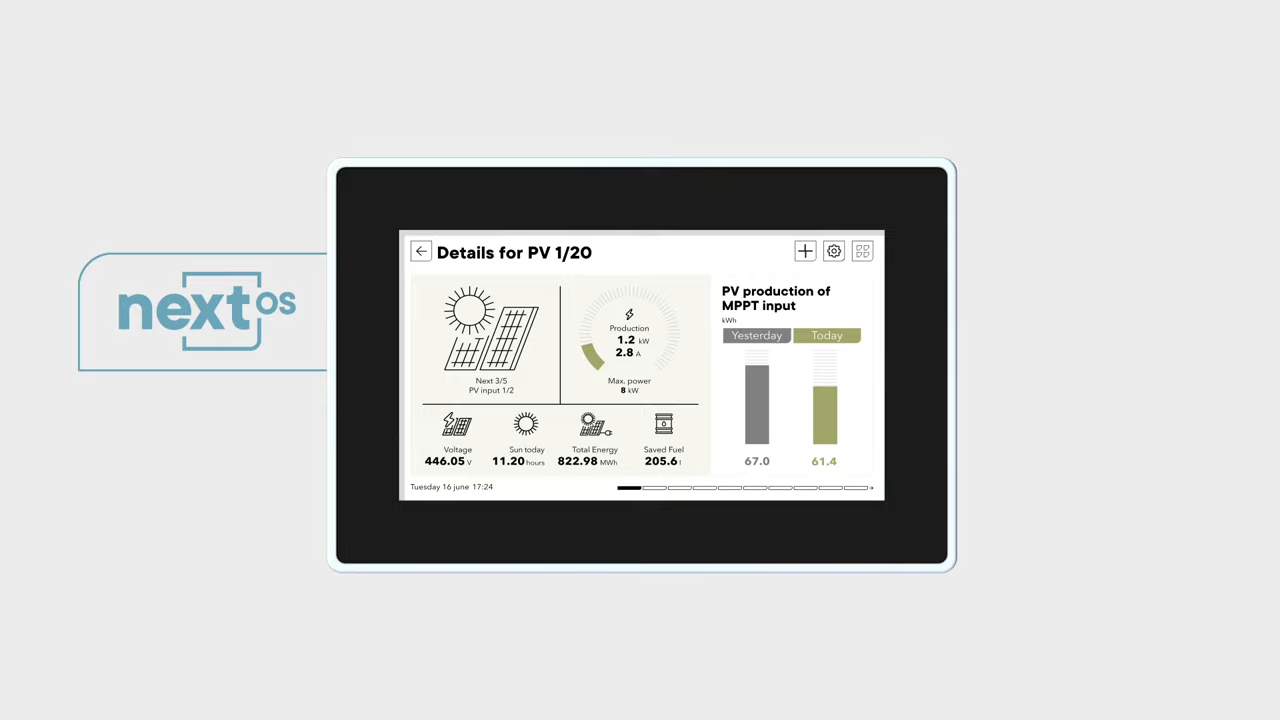 next os
Details for PV 1/20
Next 3/5
PV input 1/2
Production
1.2 kW
2.8 A
Max. power
8 kW
Voltage
446.05 V
Sun today
11.20 hours
Total Energy
822.98 MWh
Saved Fuel
205.6 l
PV production of
MPPT input
kWh
Yesterday
Today
67.0
61.4
Tuesday 16 june 17:24